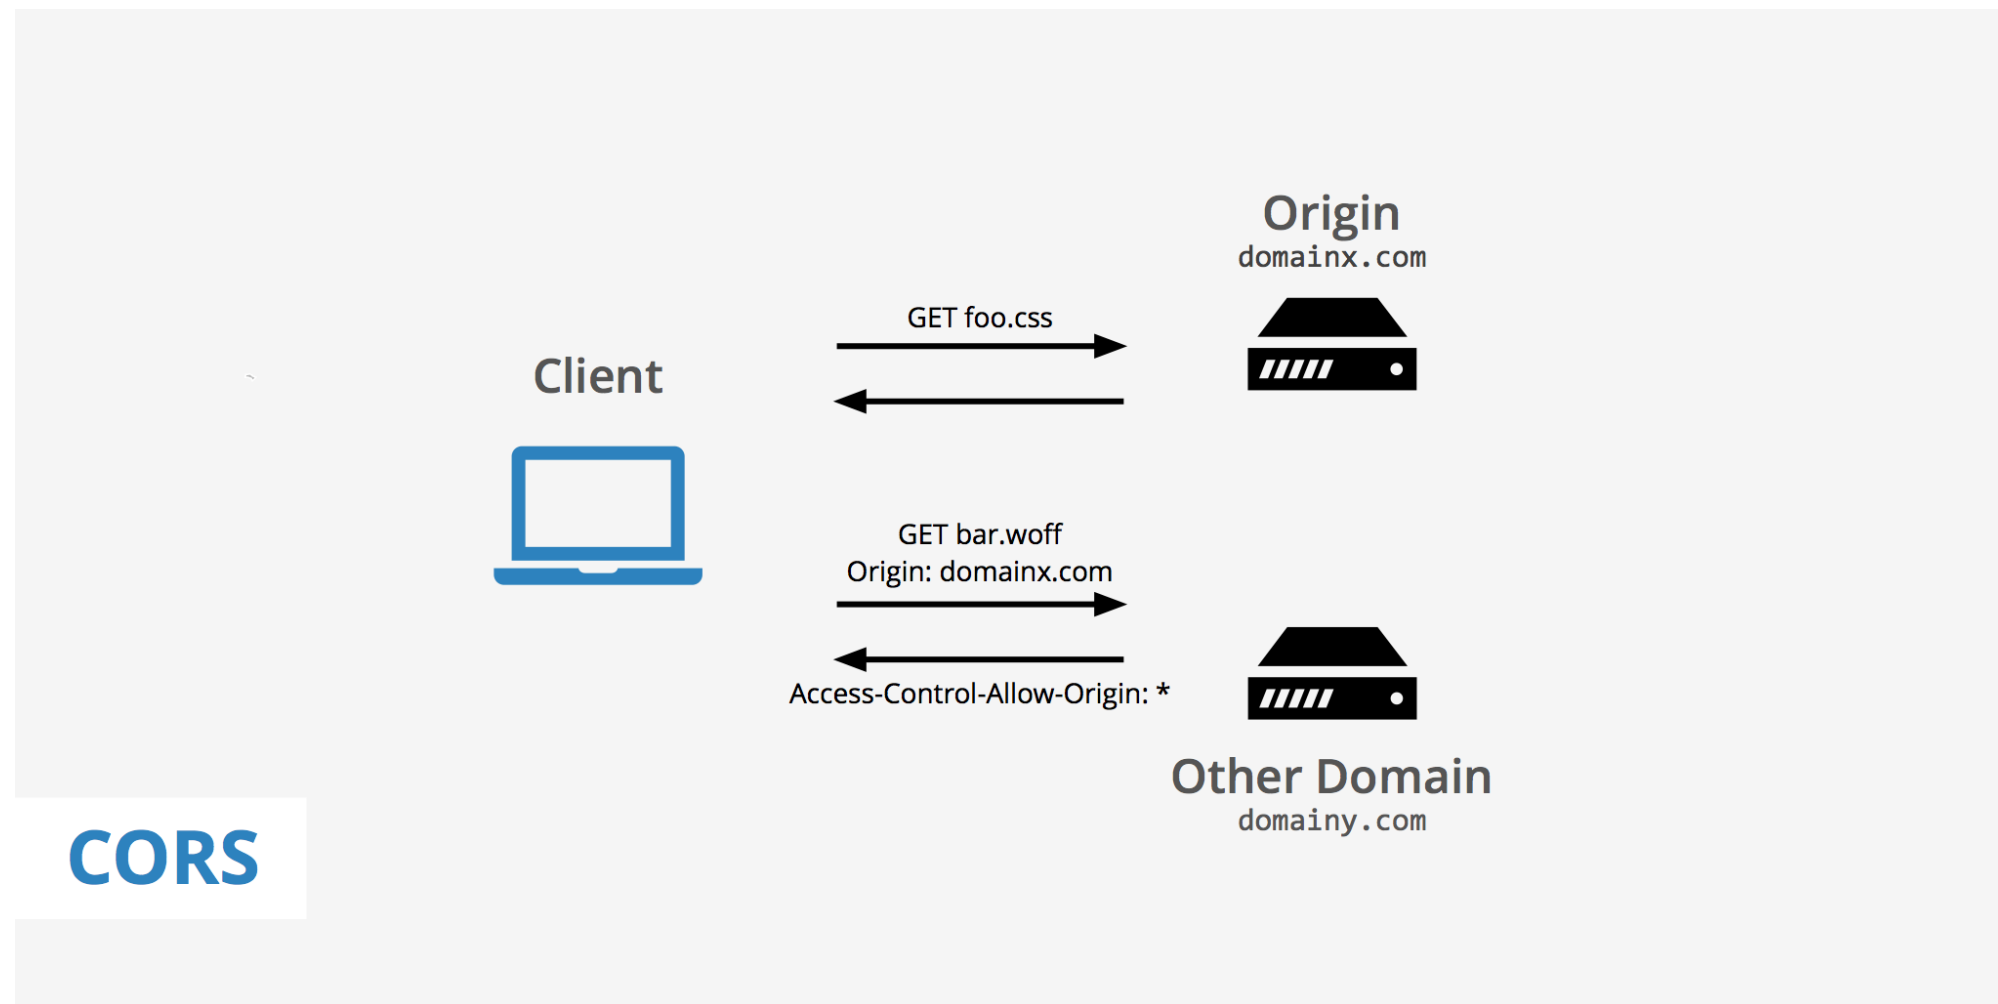 Origin
domainx.com
GET foo.css
Client
GET bar.woff
Origin: domainx.com
Access-Control-Allow-Origin: *
Other Domain
domainy.com
CORS